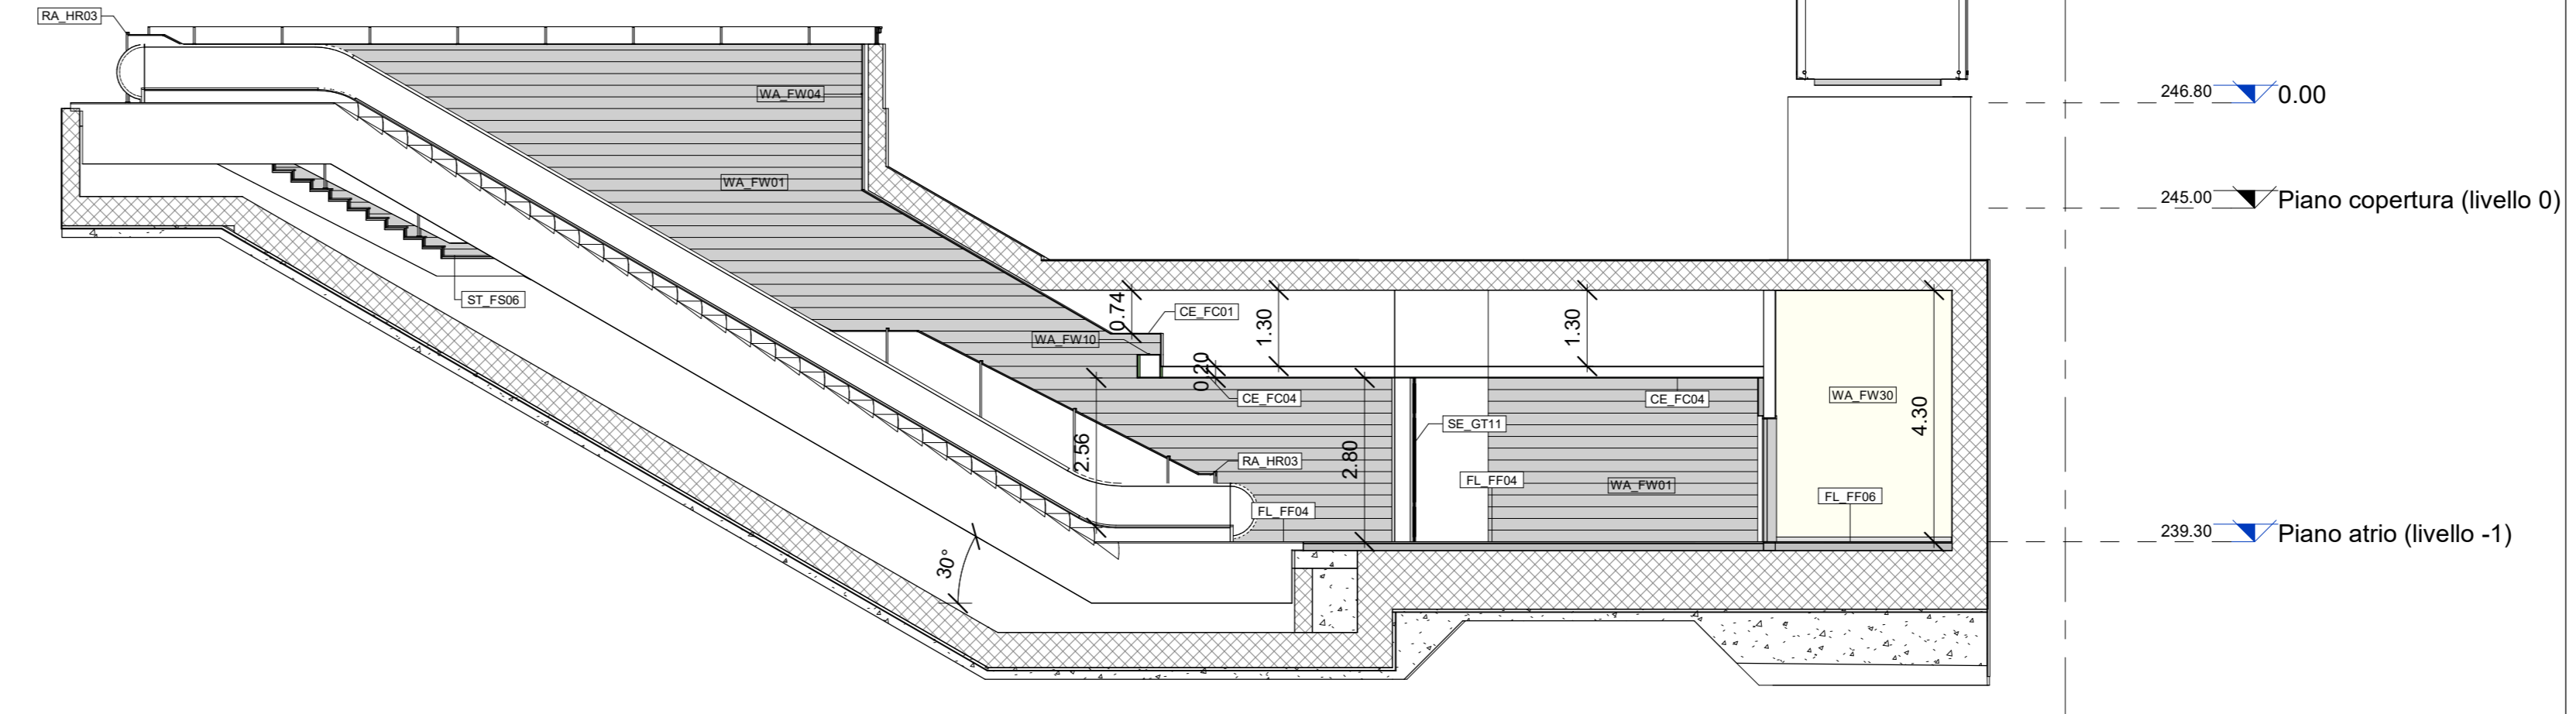 RA_HR03
WA_FW04
246.80 0.00
WA_FW01
245.00 Piano copertura (livello 0)
ST_FS06
0.74
CE_FC01
1.30
1.30
WA_FW10
0.20
CE_FC04
CE_FC04
WA_FW30
4.30
SE_GT11
2.56
2.80
RA_HR03
FL_FF04
WA_FW01
FL_FF06
FL_FF04
239.30 Piano atrio (livello -1)
30°